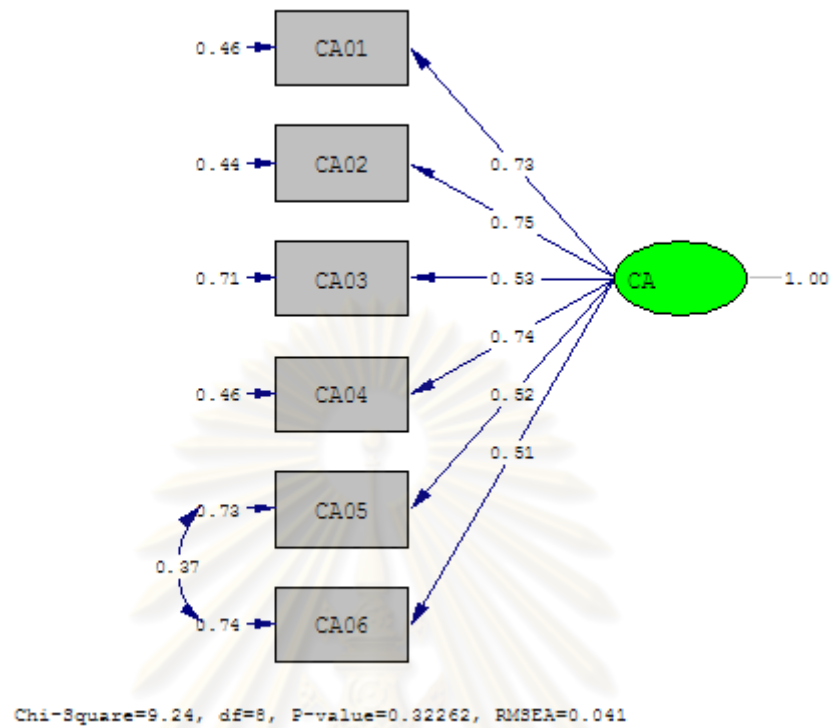 0.46 CA01
0.73
0.44 CA02
0.75
0.71 CA03 0.53 CA 1.00
0.74
0.46 CA04 0.52
0.51
0.73 CA05
0.37
0.74 CA06
Chi-Square=9.24, df=8, P-value=0.32262, RMSEA=0.041